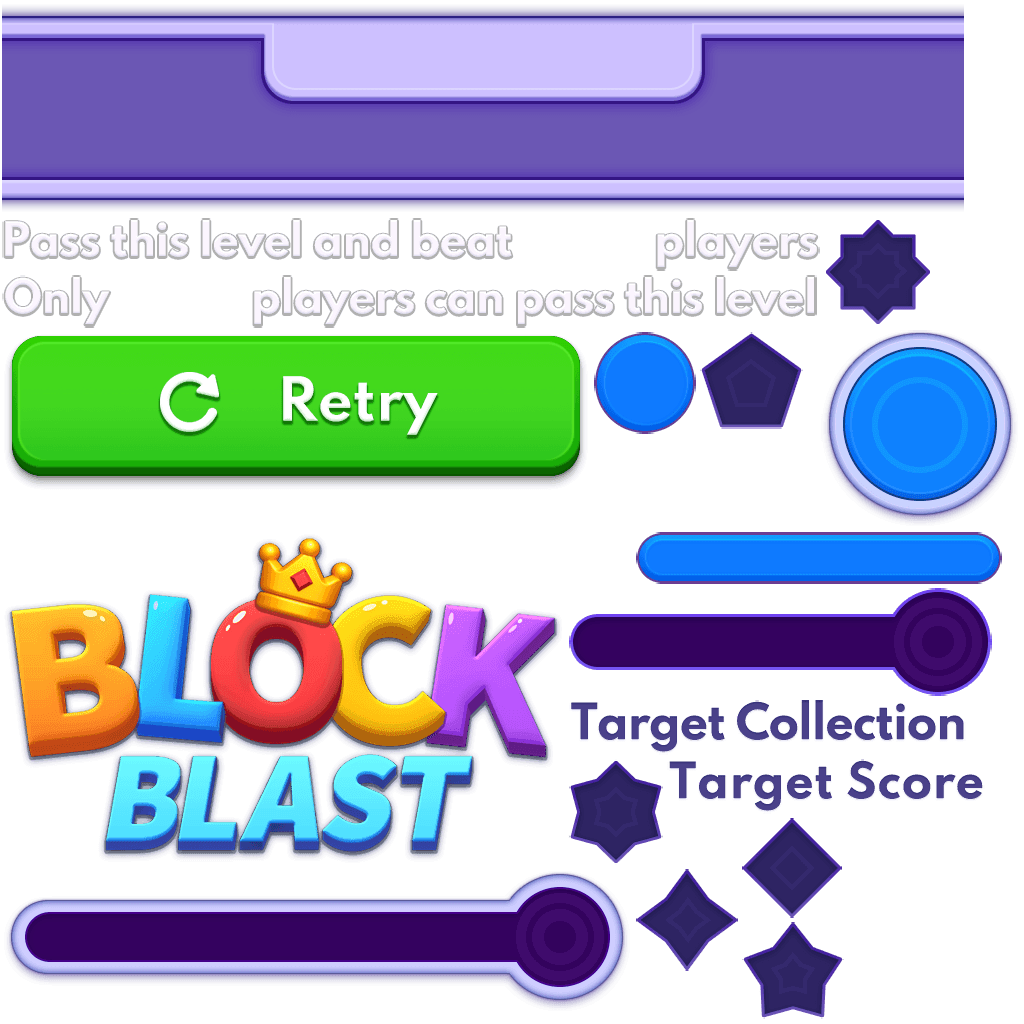 Pass this level and beat players
Only players can pass this level
Retry
BLOCK
BLAST
Target Collection
Target Score